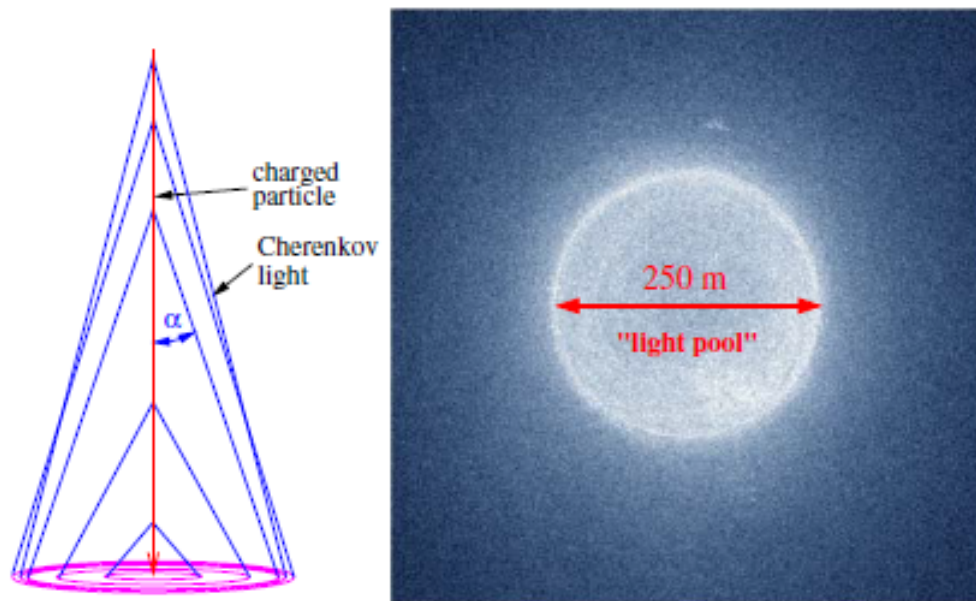 charged
particle
Cherenkov
light
α
250 m
"light pool"